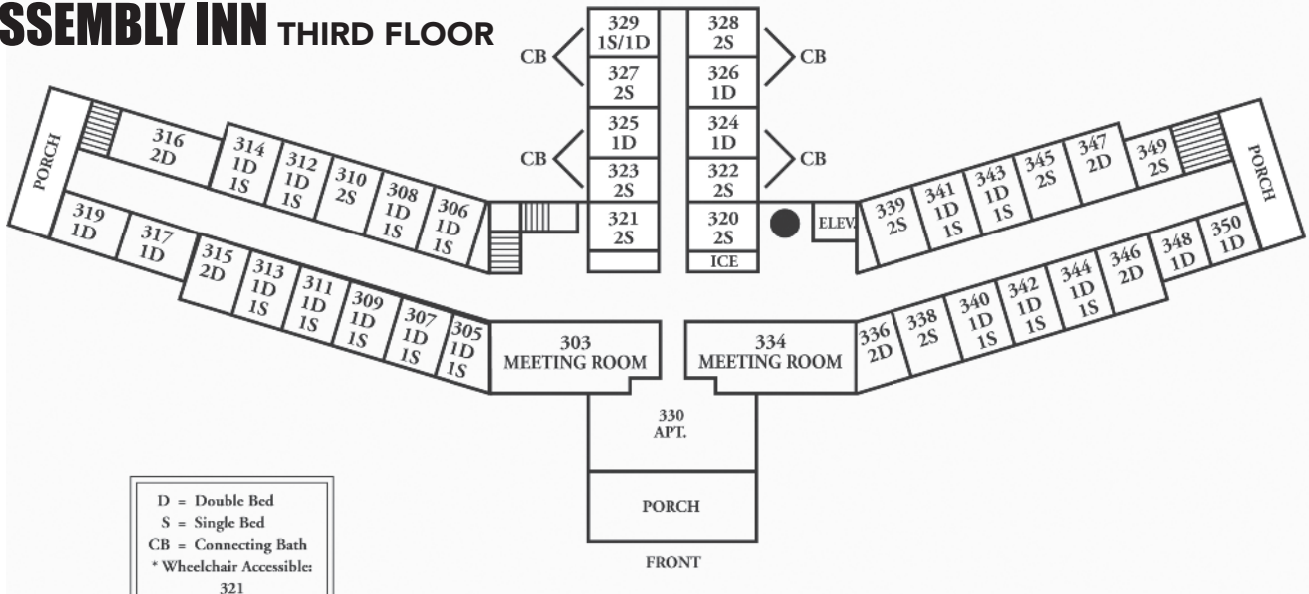 SSEMBLY INN THIRD FLOOR
329
1S/1D
327
2S
325
1D
323
2S
321
2S
CB
CB
328
2S
326
1D
324
1D
322
2S
320
2S
ICE
CB
CB
PORCH
316
2D
314
1D
1S
312
1D
1S
310
2S
308
1D
1S
306
1D
1S
319
1D
317
1D
315
2D
313
1D
1S
311
1D
1S
309
1D
1S
307
1D
1S
305
1D
1S
303
MEETING ROOM
334
MEETING ROOM
ELEV.
339
2S
341
1D
1S
343
1D
1S
345
2S
347
2D
349
2S
PORCH
336
2D
338
2S
340
1D
1S
342
1D
1S
344
1D
1S
346
2D
348
1D
350
1D
330
APT.
PORCH
FRONT
D = Double Bed
S = Single Bed
CB = Connecting Bath
* Wheelchair Accessible:
321